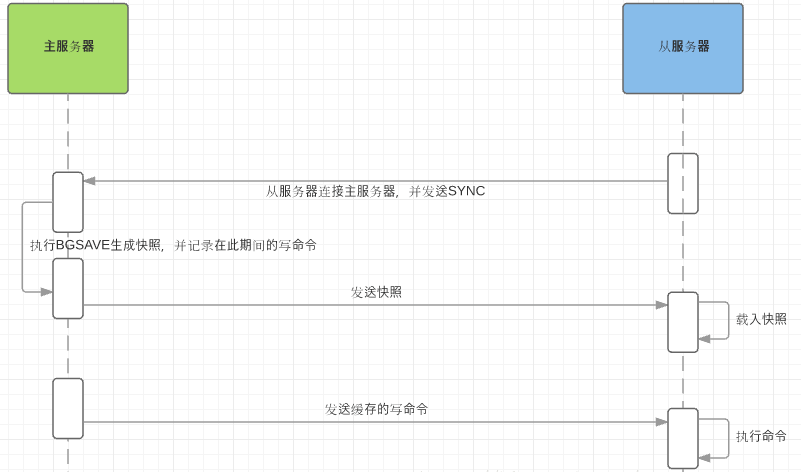 主服务器
从服务器
从服务器连接主服务器，并发送SYNC
执行BGSAVE生成快照，并记录在此期间的写命令
发送快照
载入快照
发送缓存的写命令
执行命令